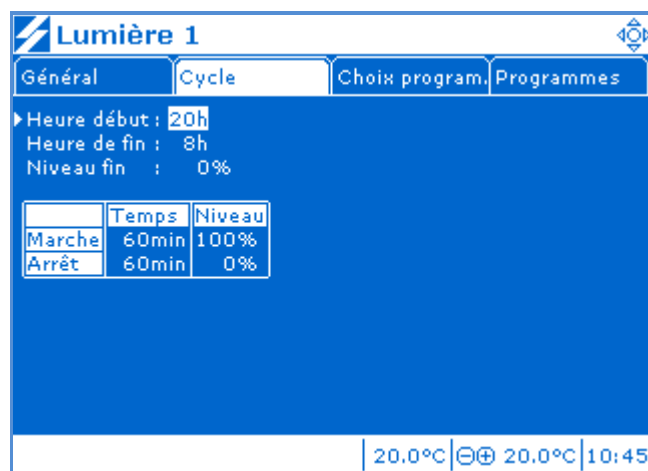 Lumière 1
Général Cycle Choix program. Programmes
Heure début : 20h
Heure de fin : 8h
Niveau fin : 0%
Temps Niveau
Marche 60min 100%
Arrêt 60min 0%
20.0°C 20.0°C 10:45